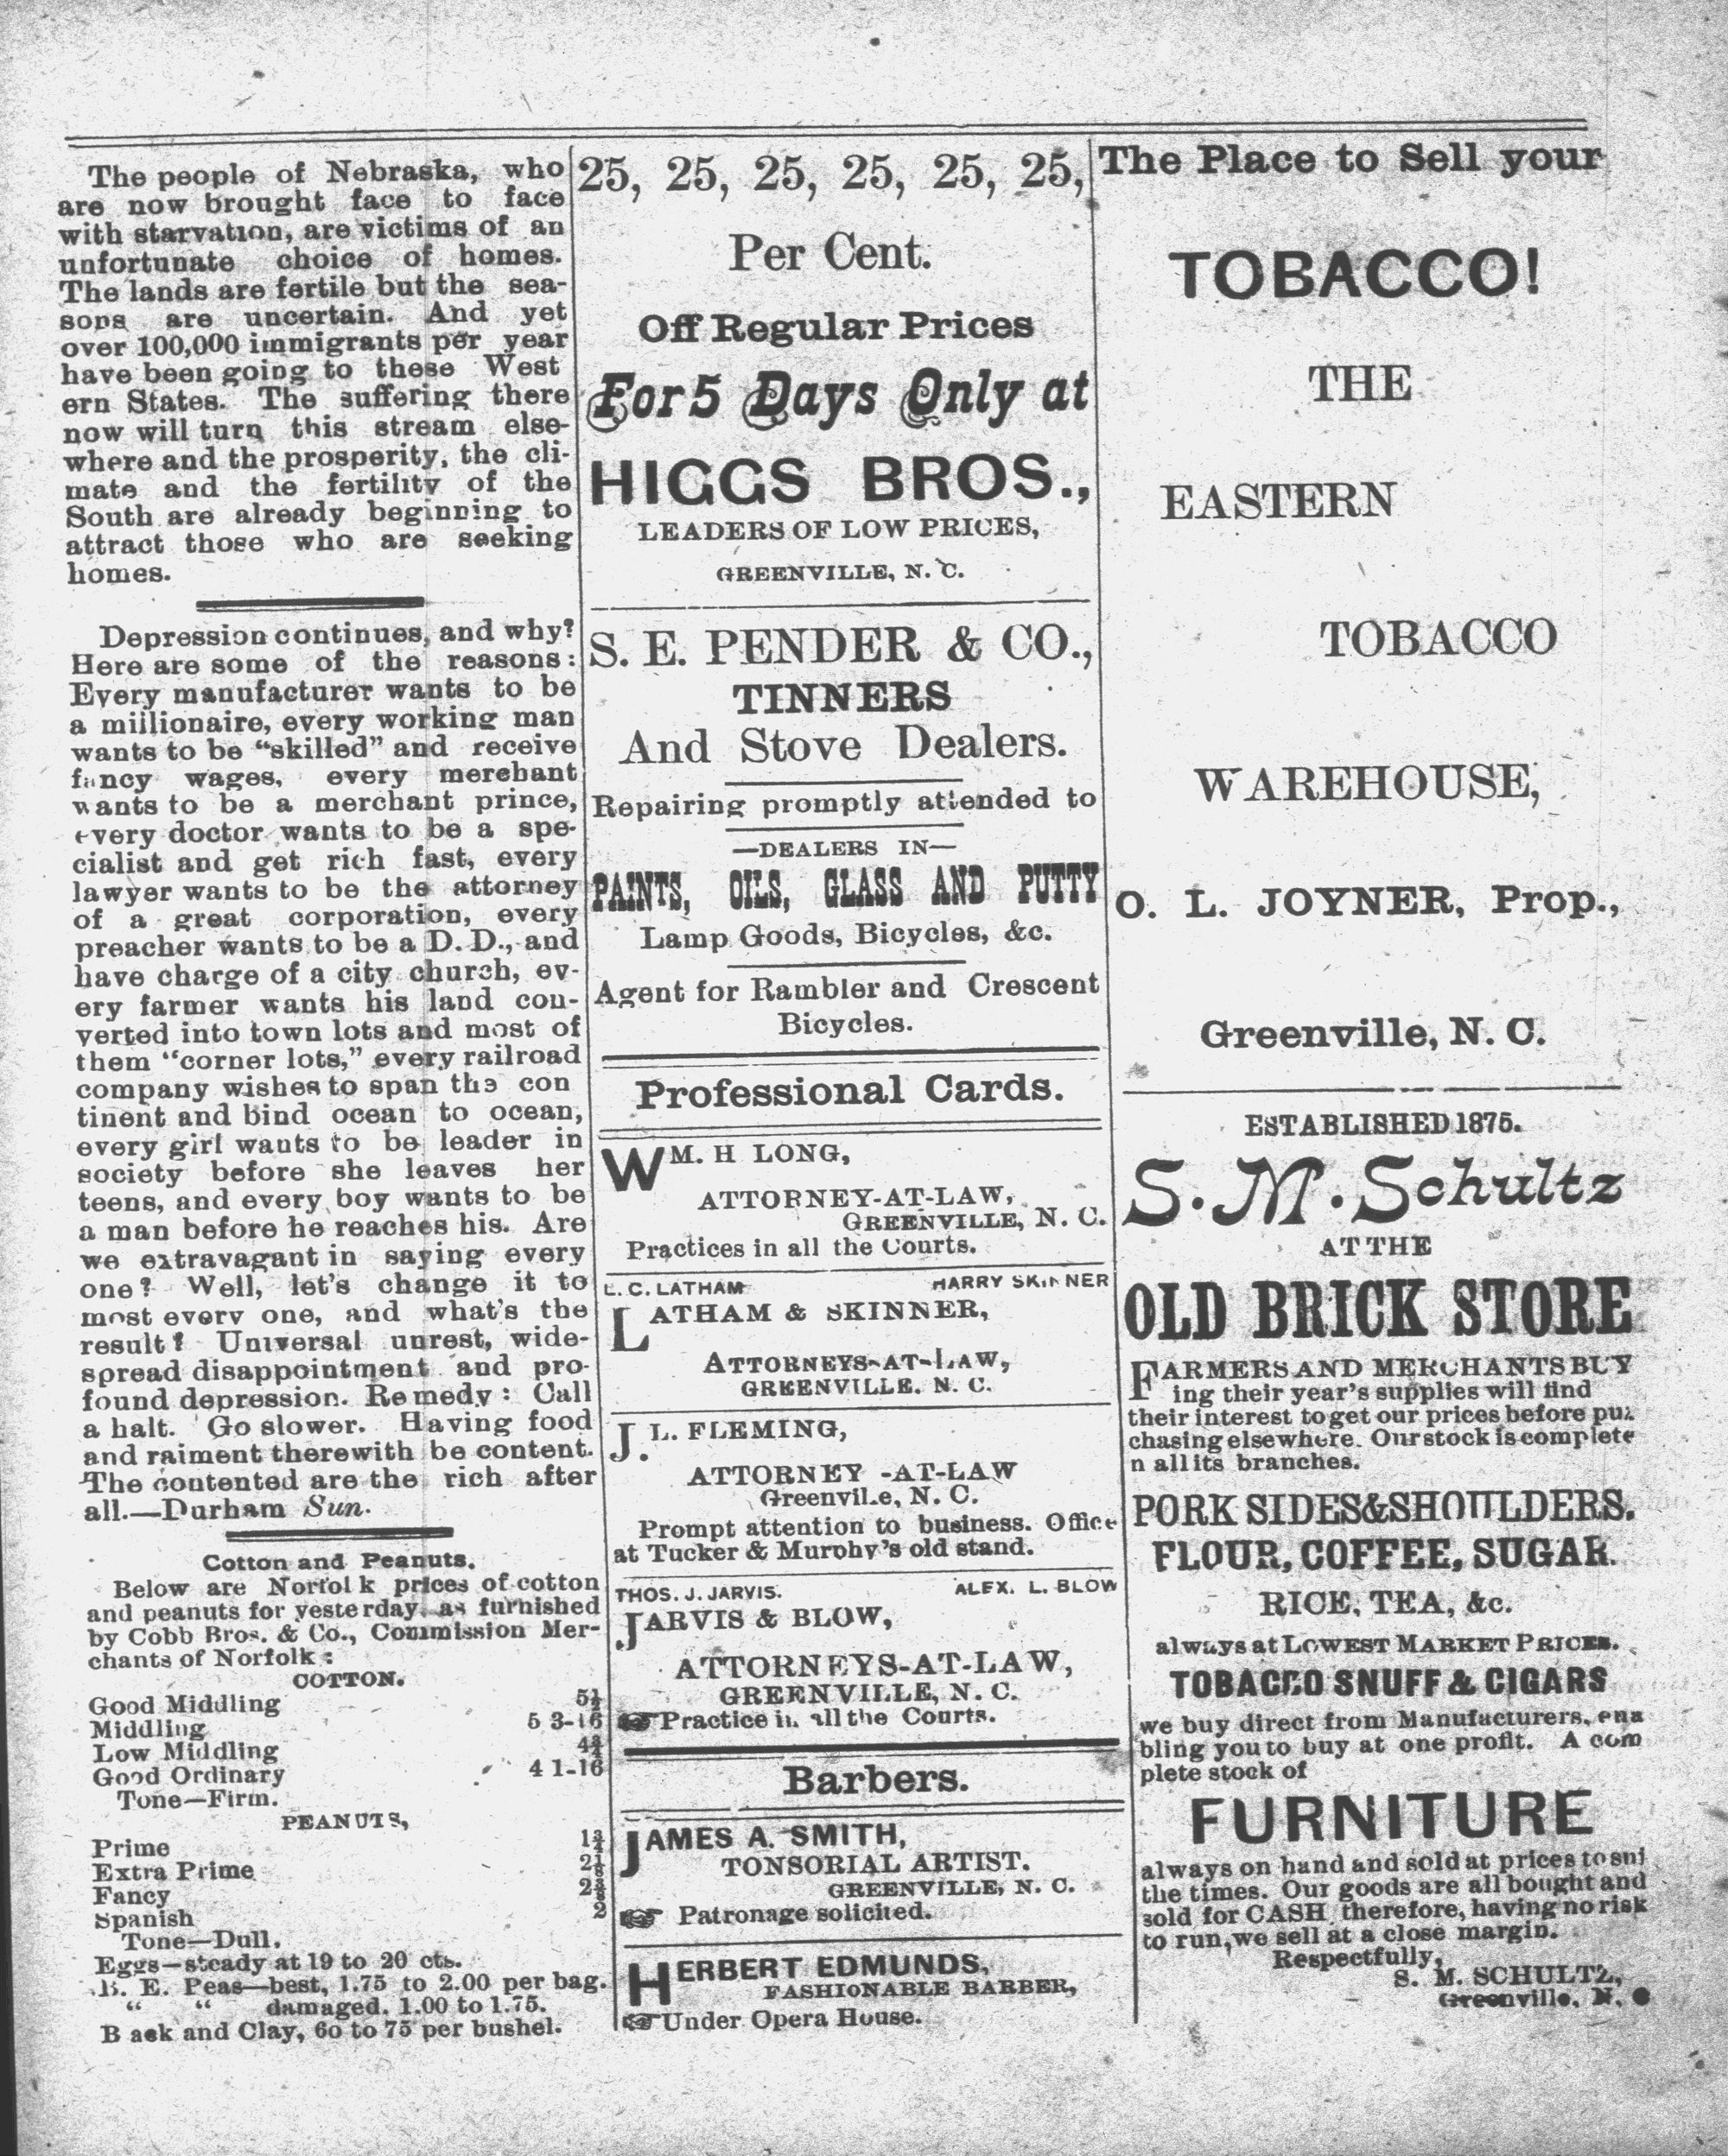 The people of Nebraska, who
are now brought face to face
with starvation, are victims of an
unfortunate choice of homes.
The lands are fertile but the sea-
sons are uncertain. And yet
over 100,000 immigrants per year
have been going to these West
ern States. The suffering there
now will turn this stream else-
where and the prosperity, the cli-
mate and the fertility of the
South are already beginning to
attract those who are seeking
homes.
Depression continues, and why?
Here are some of the reasons:
Every manufacturer wants to be
a millionaire, every working man
wants to be "skilled" and receive
fancy wages, every merchant
wants to be a merchant prince,
every doctor wants to be a spe-
cialist and get rich fast, every
lawyer wants to be the attorney
of a great corporation, every
preacher wants to be a D. D., and
have charge of a city church, ev-
ery farmer wants his land con-
verted into town lots and most of
them "corner lots," every railroad
company wishes to span the con
tinent and bind ocean to ocean,
every girl wants to be leader in
society before she leaves her
teens, and every boy wants to be
a man before he reaches his. Are
we extravagant in saying every
one? Well, let's change it to
most every one, and what's the
result? Universal unrest, wide-
spread disappointment and pro-
found depression. Remedy: Call
a halt. Go slower. Having food
and raiment therewith be content.
The contented are the rich after
all.—Durham Sun.
Cotton and Peanuts.
Below are Norfolk prices of cotton
and peanuts for yesterday, as furnished
by Cobb Bros. & Co., Commission Mer-
chants of Norfolk:
COTTON.
Good Middling 5½
Middling 5 3-16
Low Middling 4¾
Good Ordinary 4 1-16
Tone—Firm.
PEANUTS,
Prime 1¾
Extra Prime 2⅛
Fancy 2⅜
Spanish 2
Tone—Dull.
Eggs—steady at 19 to 20 cts.
B. E. Peas—best, 1.75 to 2.00 per bag.
" " damaged. 1.00 to 1.75.
B ack and Clay, 60 to 75 per bushel.
25, 25, 25, 25, 25, 25,
Per Cent.
Off Regular Prices
For 5 Days Only at
HIGGS BROS.,
LEADERS OF LOW PRICES,
GREENVILLE, N. C.
S. E. PENDER & CO.,
TINNERS
And Stove Dealers.
Repairing promptly attended to
—DEALERS IN—
PAINTS, OILS, GLASS AND PUTTY
Lamp Goods, Bicycles, &c.
Agent for Rambler and Crescent
Bicycles.
Professional Cards.
WM. H LONG,
ATTORNEY-AT-LAW,
GREENVILLE, N. C.
Practices in all the Courts.
L. C. LATHAM HARRY SKINNER
LATHAM & SKINNER,
ATTORNEYS-AT-LAW,
GREENVILLE. N. C.
J. L. FLEMING,
ATTORNEY -AT-LAW
Greenville, N. C.
Prompt attention to business. Office
at Tucker & Murphy's old stand.
THOS. J. JARVIS. ALEX. L. BLOW
JARVIS & BLOW,
ATTORNEYS-AT-LAW,
GREENVILLE, N. C.
☞Practice in all the Courts.
Barbers.
JAMES A. SMITH,
TONSORIAL ARTIST.
GREENVILLE, N. C.
☞ Patronage solicited.
HERBERT EDMUNDS,
FASHIONABLE BARBER,
☞Under Opera House.
The Place to Sell your
TOBACCO!
THE
EASTERN
TOBACCO
WAREHOUSE,
O. L. JOYNER, Prop.,
Greenville, N. C.
ESTABLISHED 1875.
S. M. Schultz
AT THE
OLD BRICK STORE
FARMERS AND MERCHANTS BUY
ing their year's supplies will find
their interest to get our prices before pur
chasing elsewhere. Our stock is complete
n all its branches.
PORK SIDES&SHOULDERS.
FLOUR, COFFEE, SUGAR.
RICE, TEA, &c.
always at LOWEST MARKET PRICES.
TOBACCO SNUFF & CIGARS
we buy direct from Manufacturers, ena
bling you to buy at one profit. A com
plete stock of
FURNITURE
always on hand and sold at prices to sui
the times. Our goods are all bought and
sold for CASH therefore, having no risk
to run, we sell at a close margin.
Respectfully,
S. M. SCHULTZ,
Greenville, N. C